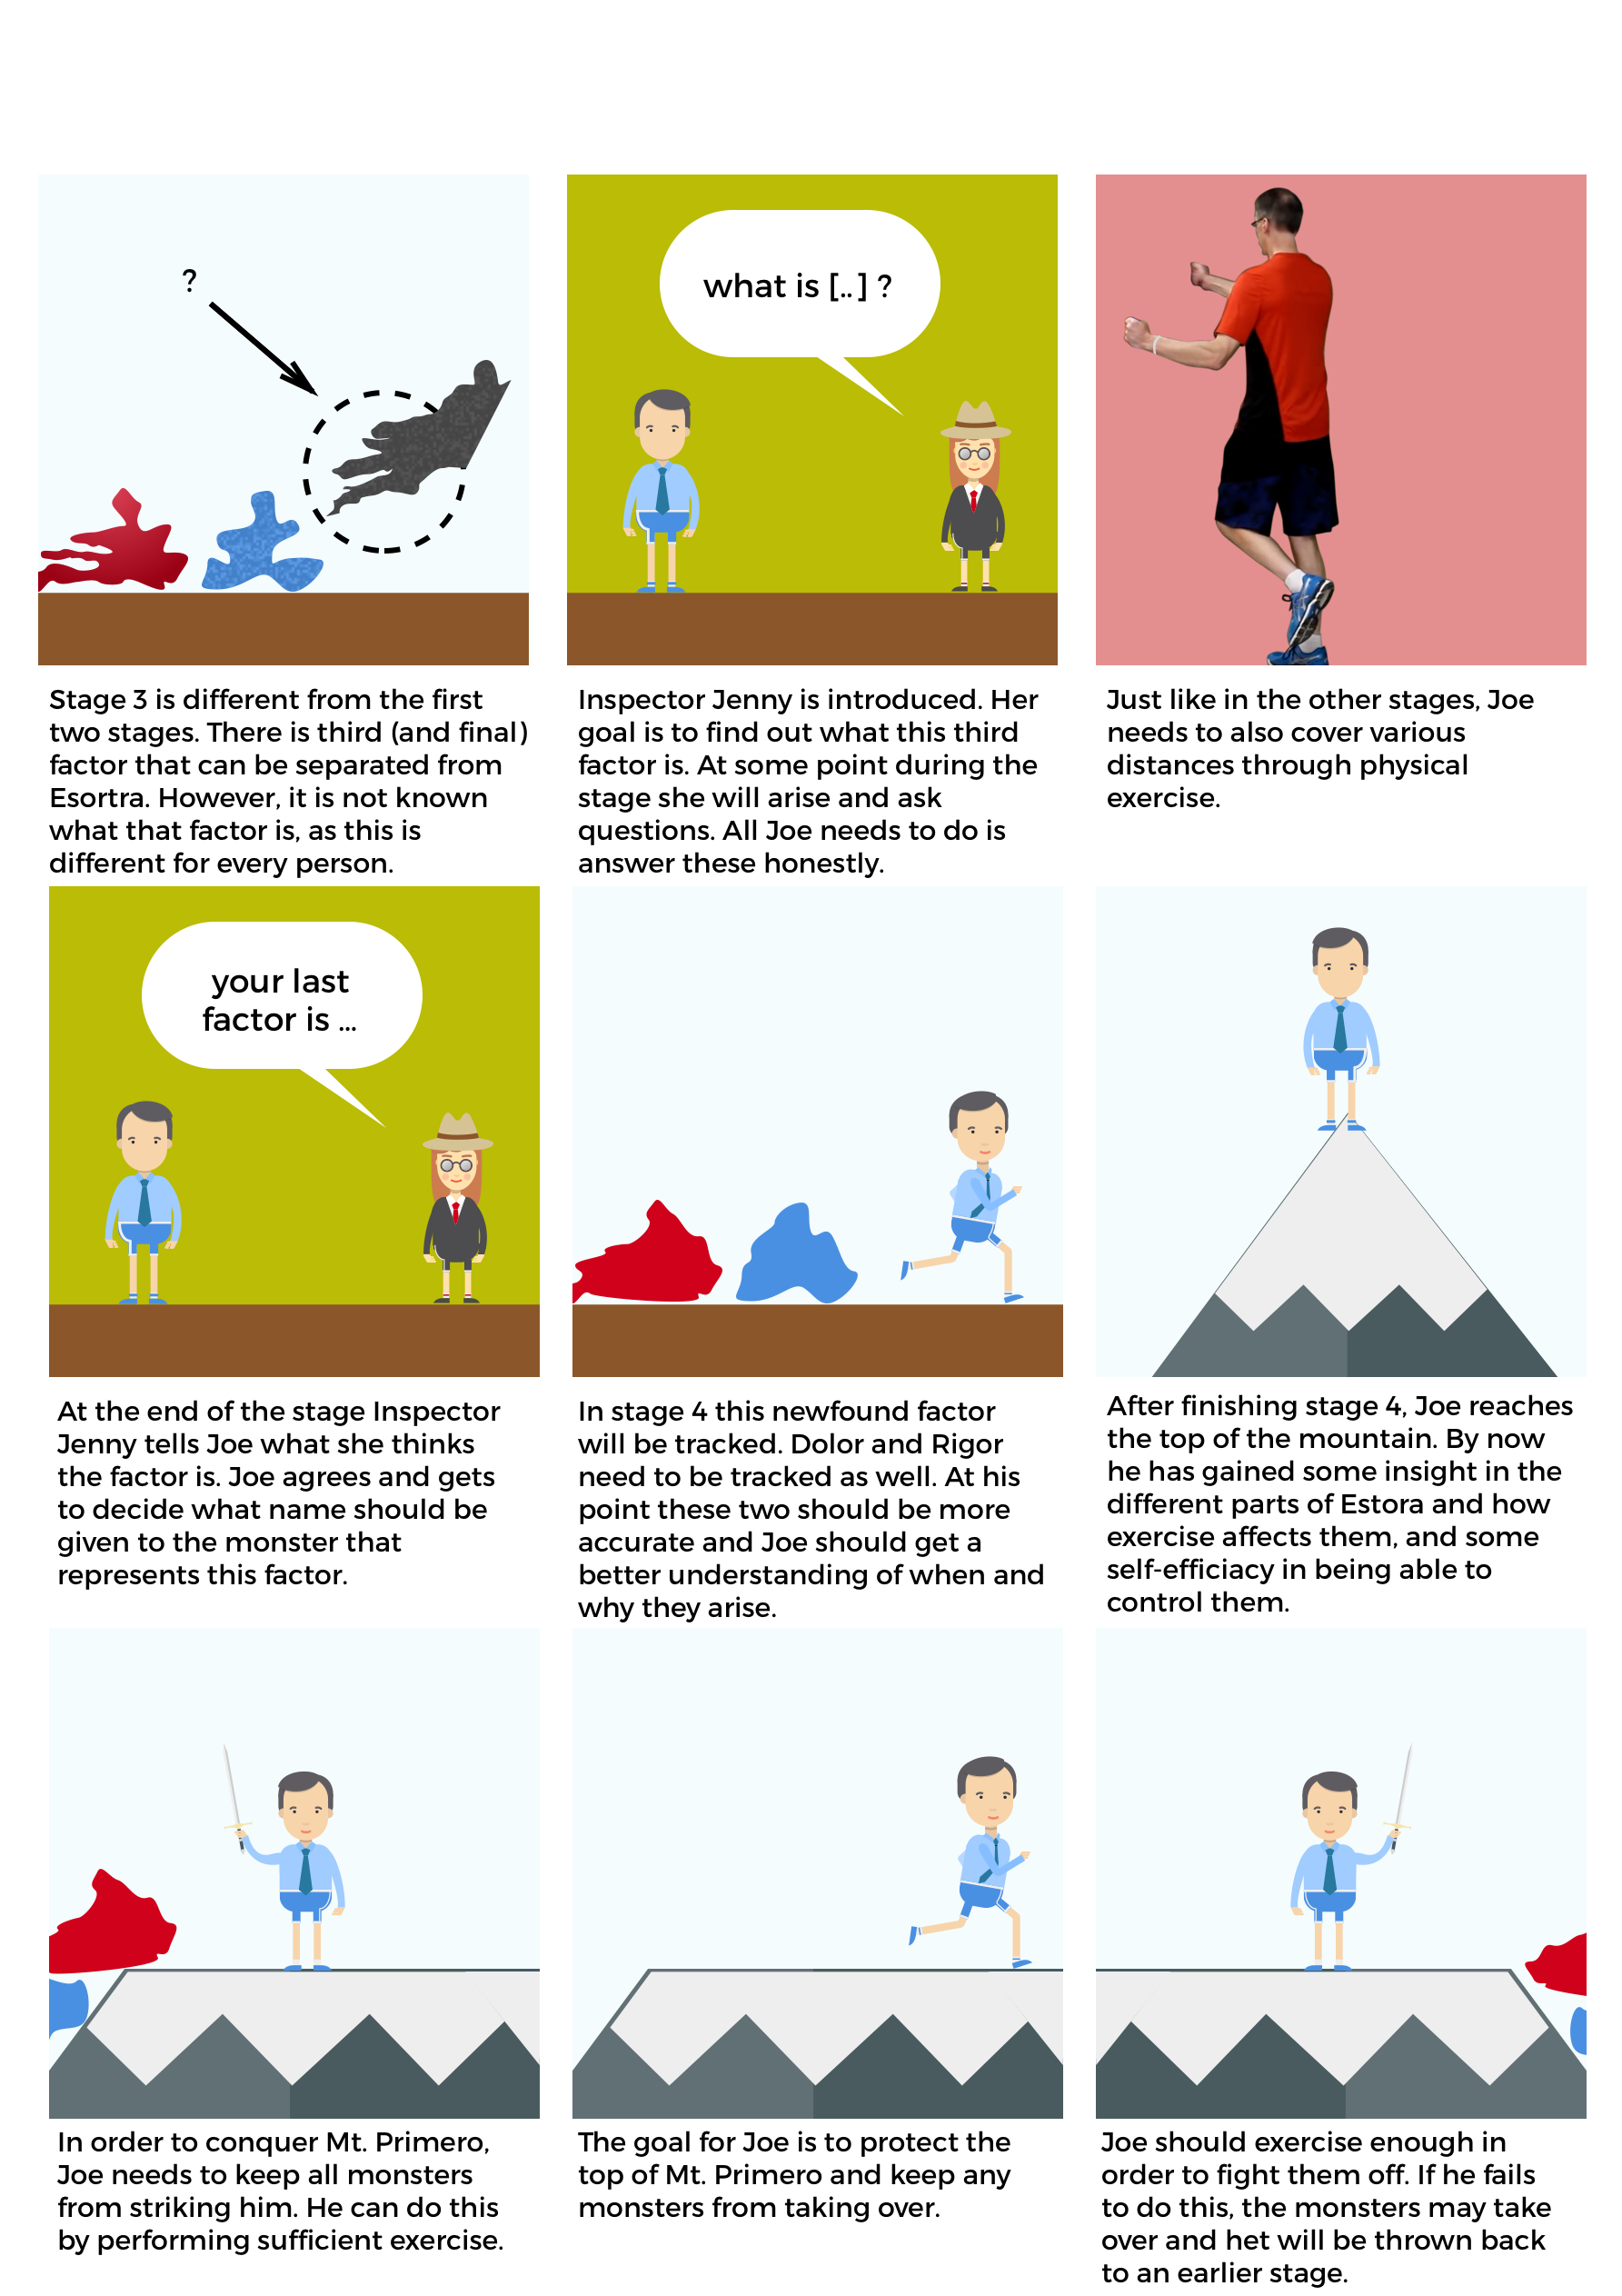 ?
Stage 3 is different from the first
two stages. There is third (and final)
factor that can be separated from
Esortra. However, it is not known
what that factor is, as this is
different for every person.
what is [..] ?
Inspector Jenny is introduced. Her
goal is to find out what this third
factor is. At some point during the
stage she will arise and ask
questions. All Joe needs to do is
answer these honestly.
Just like in the other stages, Joe
needs to also cover various
distances through physical
exercise.
your last
factor is ...
At the end of the stage Inspector
Jenny tells Joe what she thinks
the factor is. Joe agrees and gets
to decide what name should be
given to the monster that
represents this factor.
In stage 4 this newfound factor
will be tracked. Dolor and Rigor
need to be tracked as well. At his
point these two should be more
accurate and Joe should get a
better understanding of when and
why they arise.
After finishing stage 4, Joe reaches
the top of the mountain. By now
he has gained some insight in the
different parts of Estora and how
exercise affects them, and some
self-efficiacy in being able to
control them.
In order to conquer Mt. Primero,
Joe needs to keep all monsters
from striking him. He can do this
by performing sufficient exercise.
The goal for Joe is to protect the
top of Mt. Primero and keep any
monsters from taking over.
Joe should exercise enough in
order to fight them off. If he fails
to do this, the monsters may take
over and het will be thrown back
to an earlier stage.